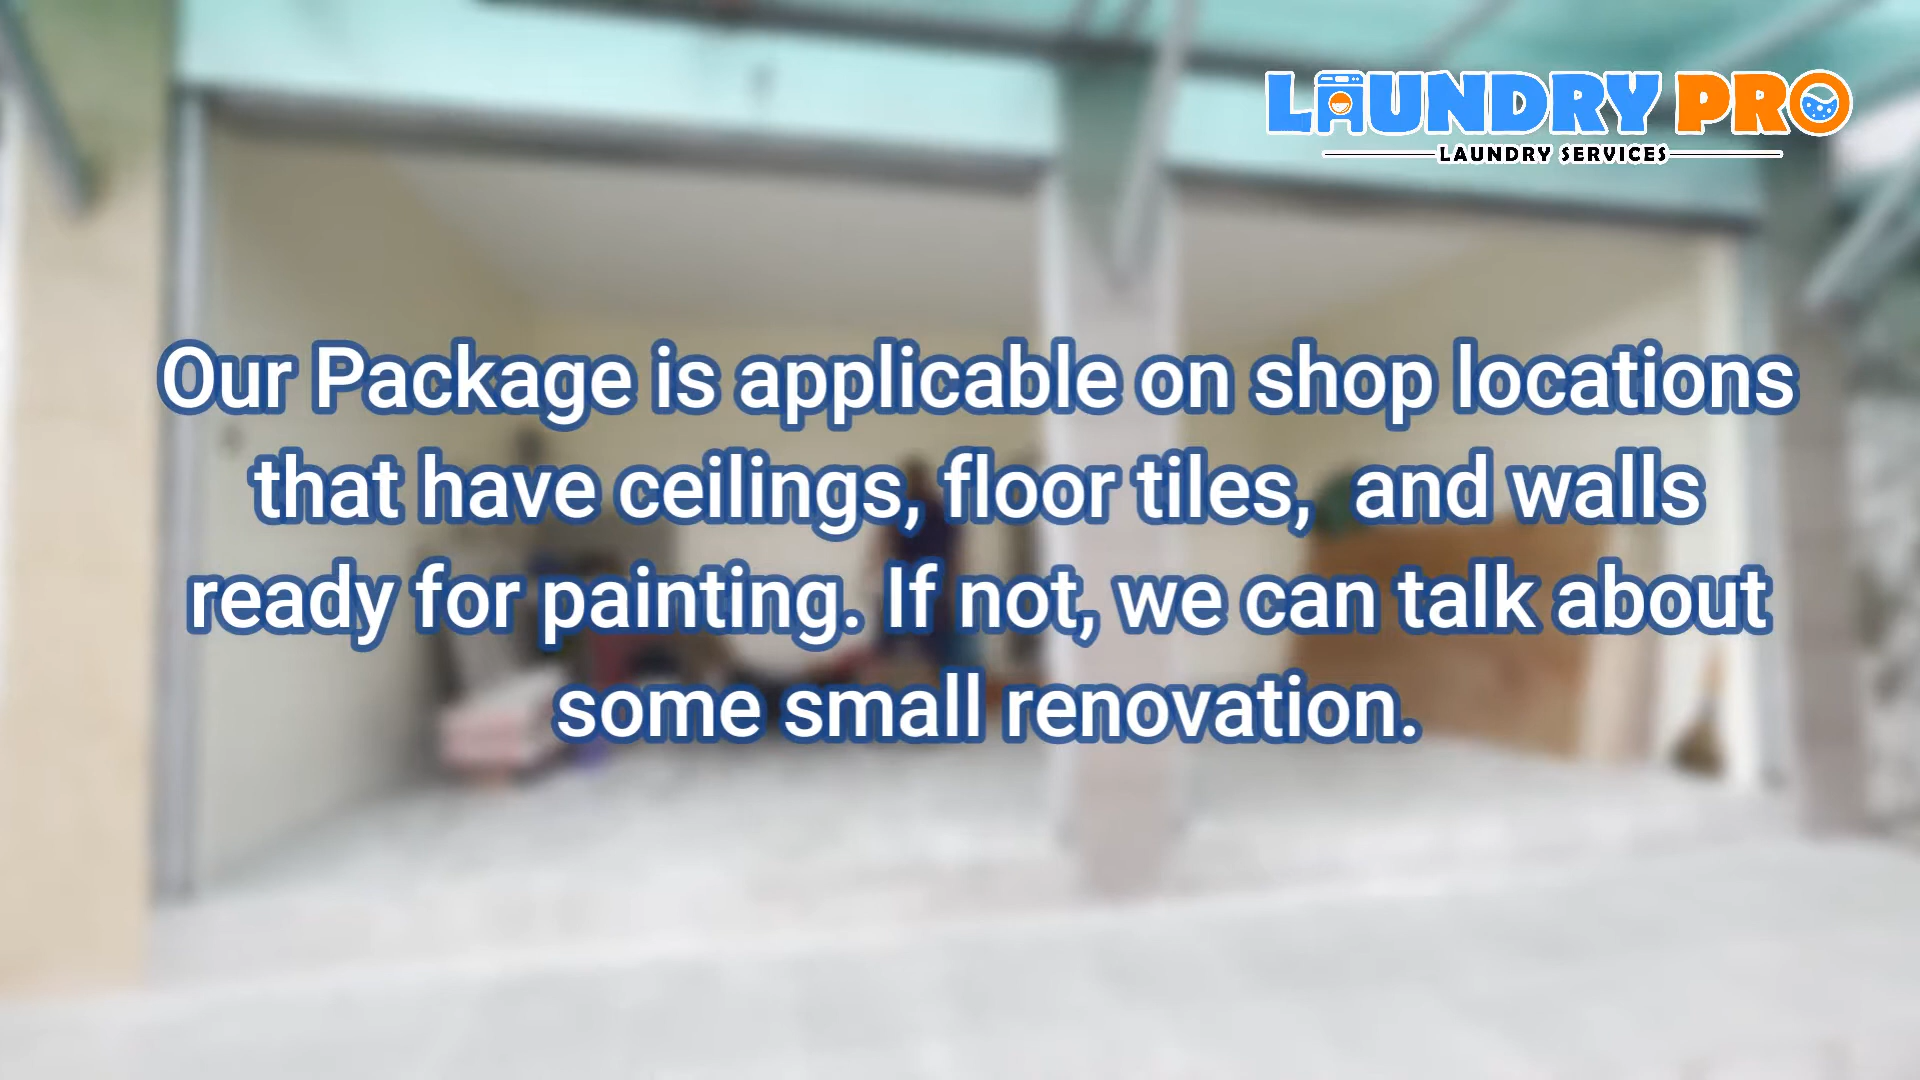 LAUNDRY PRO
LAUNDRY SERVICES
Our Package is applicable on shop locations
that have ceilings, floor tiles,  and walls
ready for painting. If not, we can talk about
some small renovation.